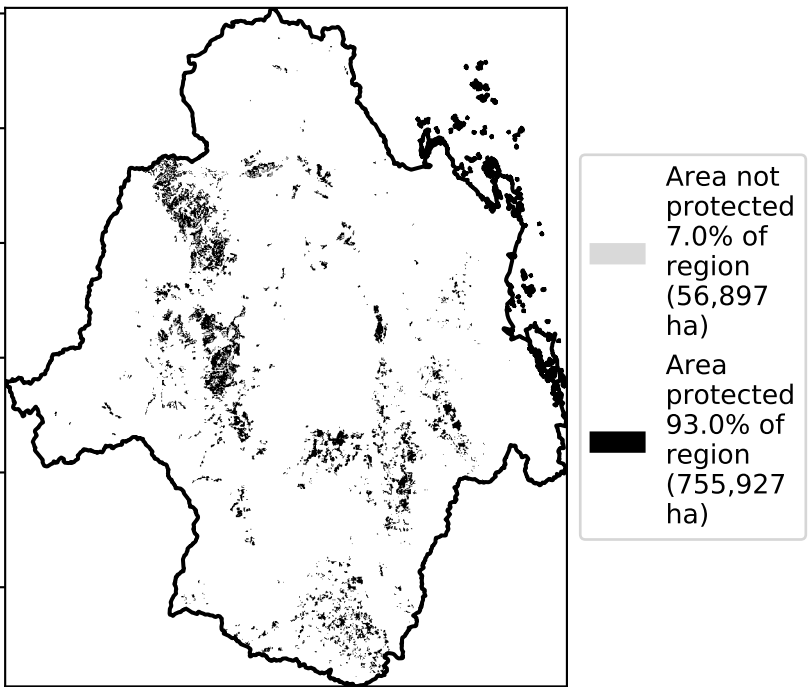 Area not
protected
7.0% of
region
(56,897
ha)
Area
protected
93.0% of
region
(755,927
ha)